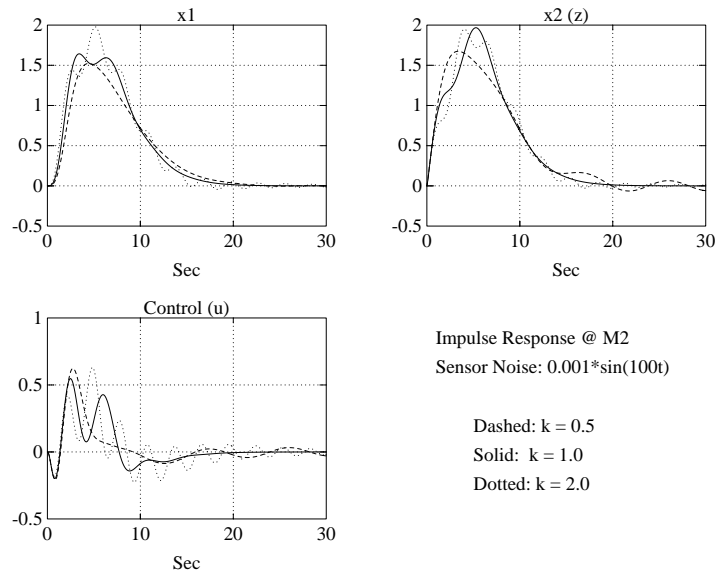 x1
2
1.5
1
0.5
0
-0.5
0
10
20
30
Sec
x2 (z)
2
1.5
1
0.5
0
-0.5
0
10
20
30
Sec
Control (u)
1
0.5
0
-0.5
0
10
20
30
Sec
Impulse Response @ M2
Sensor Noise: 0.001*sin(100t)
Dashed: k = 0.5
Solid: k = 1.0
Dotted: k = 2.0